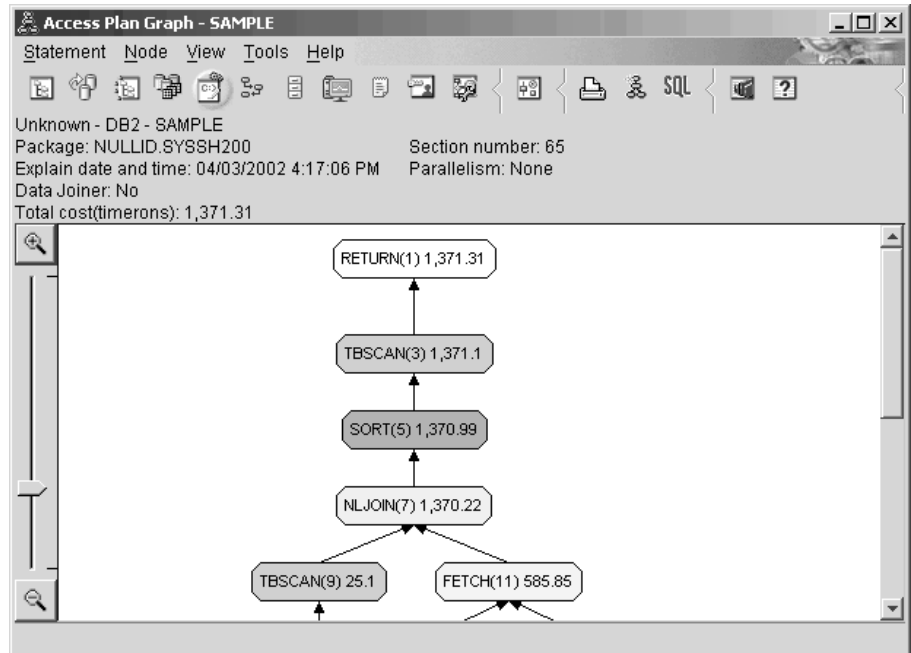 Access Plan Graph - SAMPLE
Statement Node View Tools Help
SQL ?
Unknown - DB2 - SAMPLE
Package: NULLID.SYSSH200 Section number: 65
Explain date and time: 04/03/2002 4:17:06 PM Parallelism: None
Data Joiner: No
Total cost(timerons): 1,371.31
RETURN(1) 1,371.31
TBSCAN(3) 1,371.1
SORT(5) 1,370.99
NLJOIN(7) 1,370.22
TBSCAN(9) 25.1 FETCH(11) 585.85